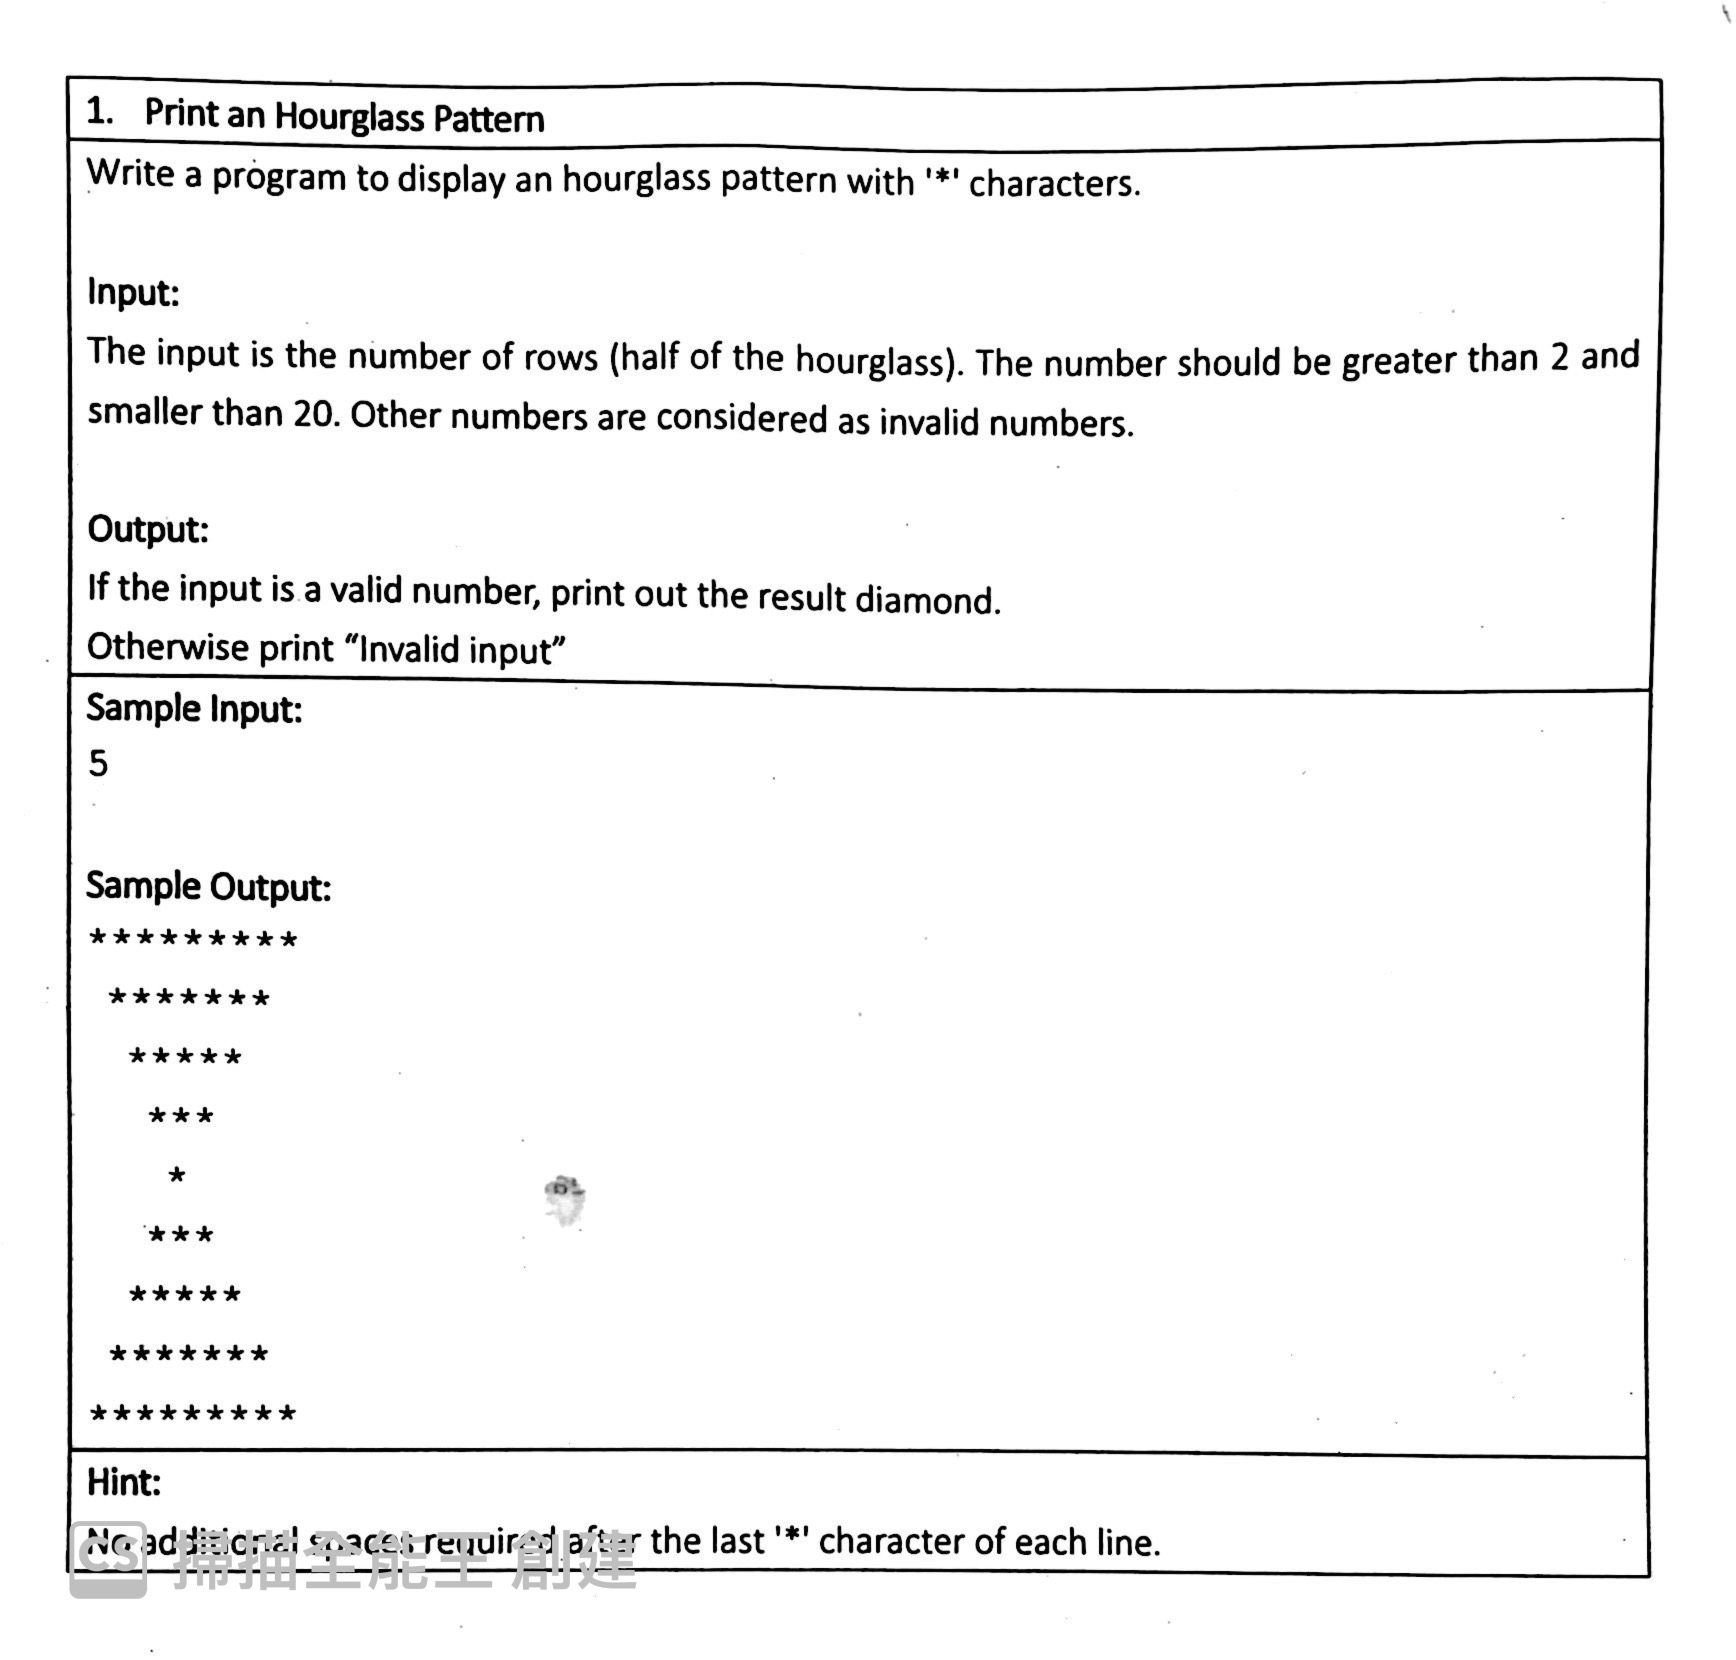 1. Print an Hourglass Pattern
Write a program to display an hourglass pattern with '*' characters.
Input:
The input is the number of rows (half of the hourglass). The number should be greater than 2 and
smaller than 20. Other numbers are considered as invalid numbers.
Output:
If the input is a valid number, print out the result diamond.
Otherwise print “Invalid input”
Sample Input:
5
Sample Output:
*********
 *******
  *****
   ***
    *
   ***
  *****
 *******
*********
Hint:
No additional spaces required after the last '*' character of each line.
CS 掃描全能王 創建